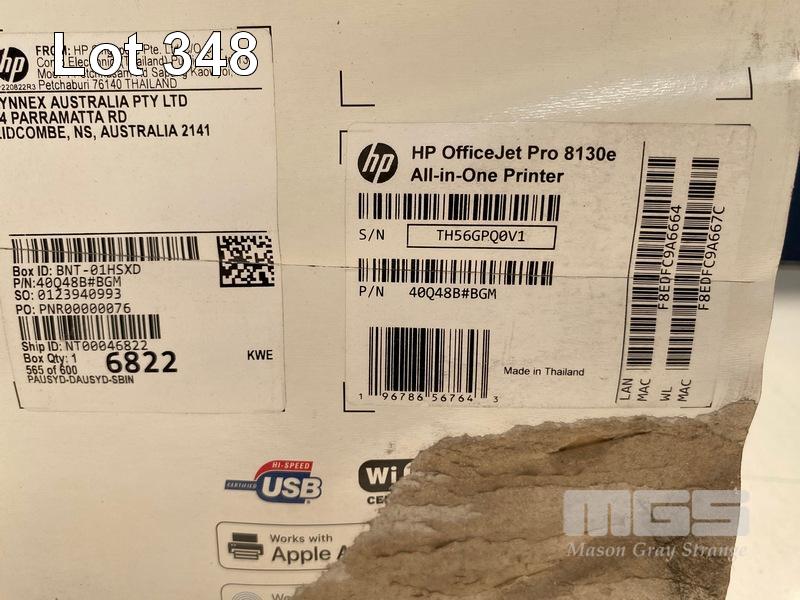 Lot 348
hp
FROM: HP Pte.
Petchaburi 76140 THAILAND
YNNEX AUSTRALIA PTY LTD
4 PARRAMATTA RD
LIDCOMBE, NS, AUSTRALIA 2141
Box ID: BNT-01HSXD
P/N:40Q48B#BGM
SO: 0123940993
PO: PNR00000076
Ship ID: NT00046822
Box Qty: 1
565 of 600
6822
KWE
PAUSYD-DAUSYD-SBIN
hp
HP OfficeJet Pro 8130e
All-in-One Printer
S/N TH56GPQ0V1
P/N 40Q48B#BGM
1 96786 56764 3
Made in Thailand
LAN
MAC
F8EDFC9A6664
WL
MAC
F8EDFC9A667C
HI-SPEED
CERTIFIED
USB
Wi
CE
Works with
Apple A
MGS
Mason Gray Strange